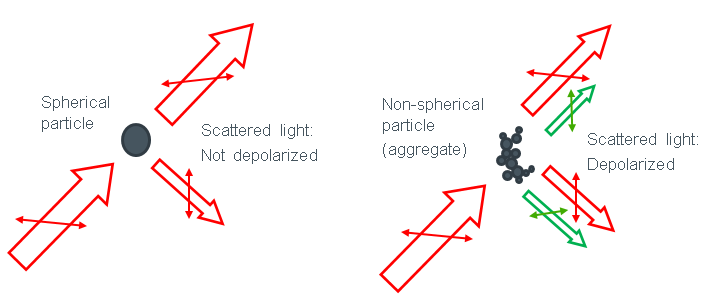 Spherical
particle
Scattered light:
Not depolarized
Non-spherical
particle
(aggregate)
Scattered light:
Depolarized